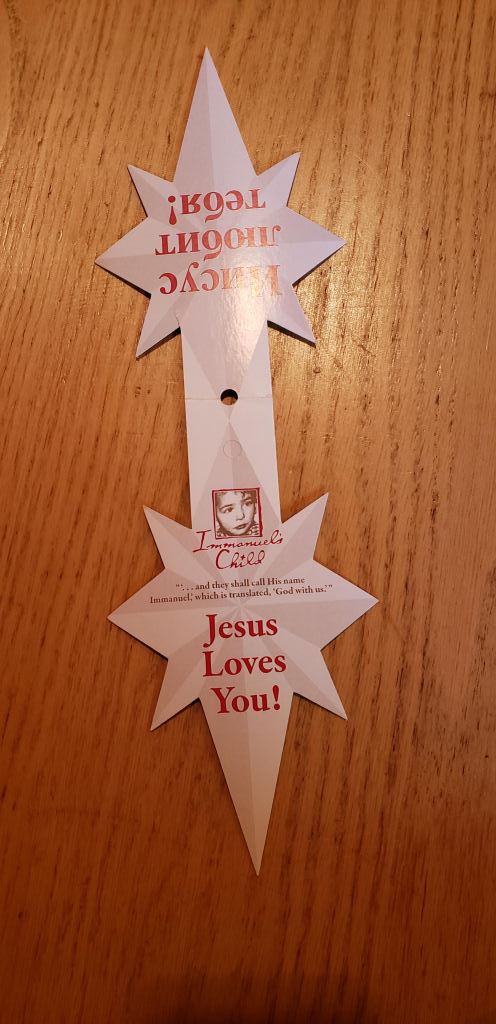 Иисус
любит
тебя!
Immanuel's
Child
“‘. . . and they shall call His name
Immanuel,’ which is translated, ‘God with us.’”
Jesus
Loves
You!